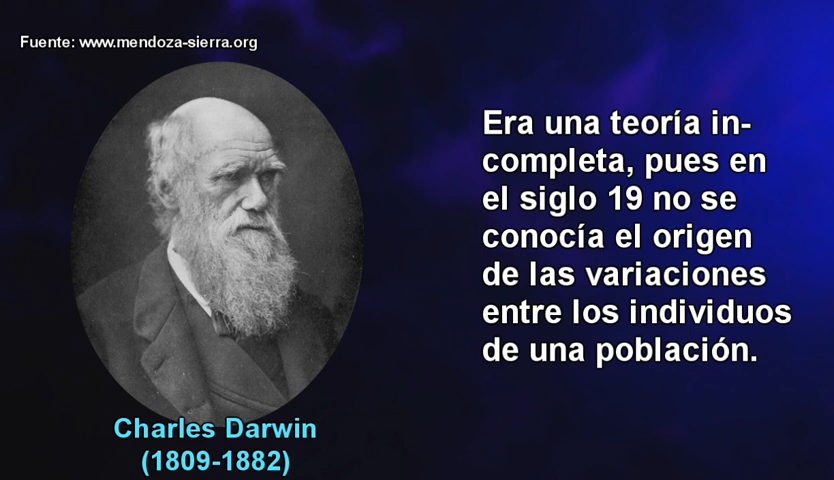 Fuente: www.mendoza-sierra.org
Era una teoría in-
completa, pues en
el siglo 19 no se
conocía el origen
de las variaciones
entre los individuos
de una población.
Charles Darwin
(1809-1882)